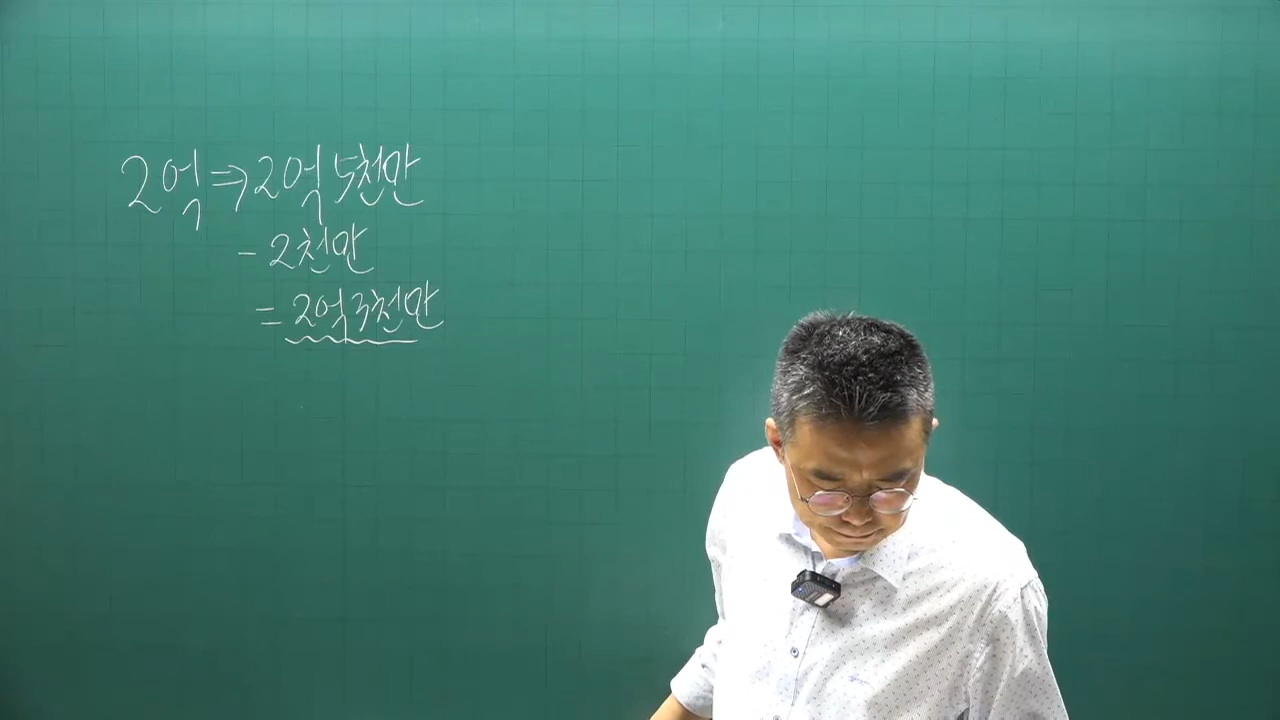 2억 ⇒ 2억 5천만
- 2천만
= 2억 3천만